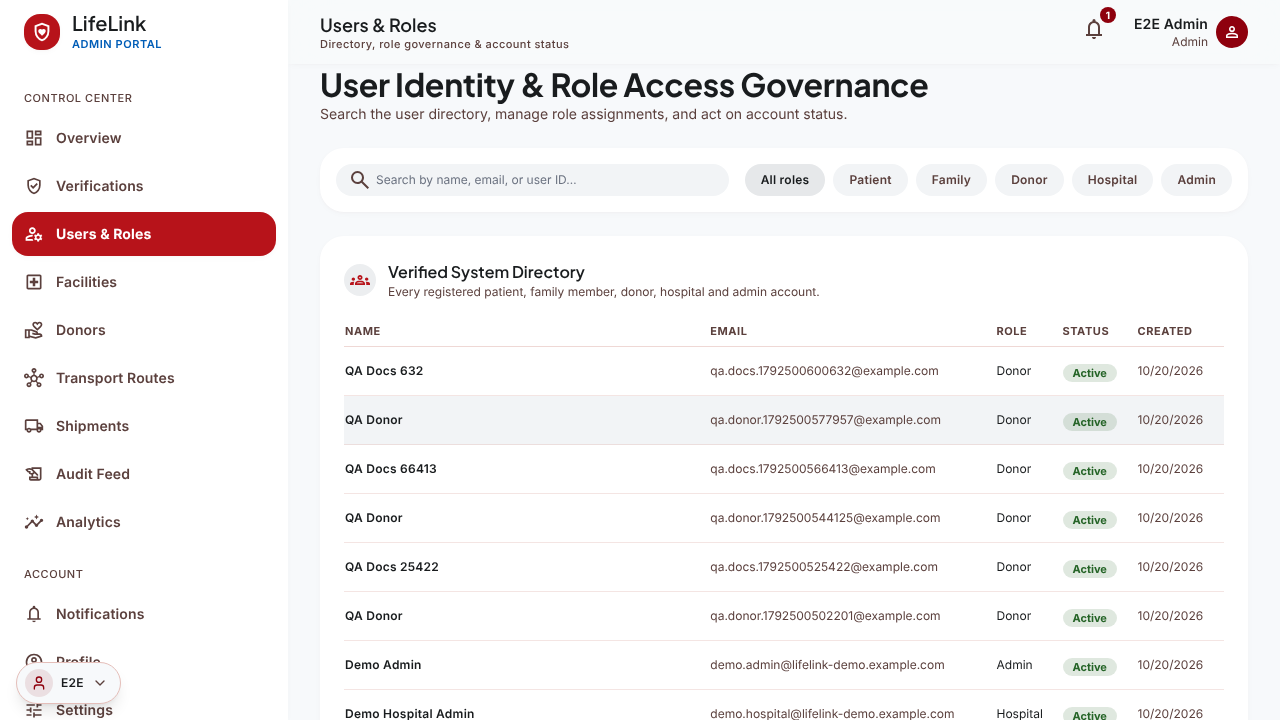 LifeLink
ADMIN PORTAL
CONTROL CENTER
Overview
Verifications
Users & Roles
Facilities
Donors
Transport Routes
Shipments
Audit Feed
Analytics
ACCOUNT
Notifications
Profile
E2E
Settings
Users & Roles
Directory, role governance & account status
1
E2E Admin
Admin
User Identity & Role Access Governance
Search the user directory, manage role assignments, and act on account status.
Search by name, email, or user ID...
All roles Patient Family Donor Hospital Admin
Verified System Directory
Every registered patient, family member, donor, hospital and admin account.
NAME EMAIL ROLE STATUS CREATED
QA Docs 632 qa.docs.1792500600632@example.com Donor Active 10/20/2026
QA Donor qa.donor.1792500577957@example.com Donor Active 10/20/2026
QA Docs 66413 qa.docs.1792500566413@example.com Donor Active 10/20/2026
QA Donor qa.donor.1792500544125@example.com Donor Active 10/20/2026
QA Docs 25422 qa.docs.1792500525422@example.com Donor Active 10/20/2026
QA Donor qa.donor.1792500502201@example.com Donor Active 10/20/2026
Demo Admin demo.admin@lifelink-demo.example.com Admin Active 10/20/2026
Demo Hospital Admin demo.hospital@lifelink-demo.example.com Hospital Active 10/20/2026